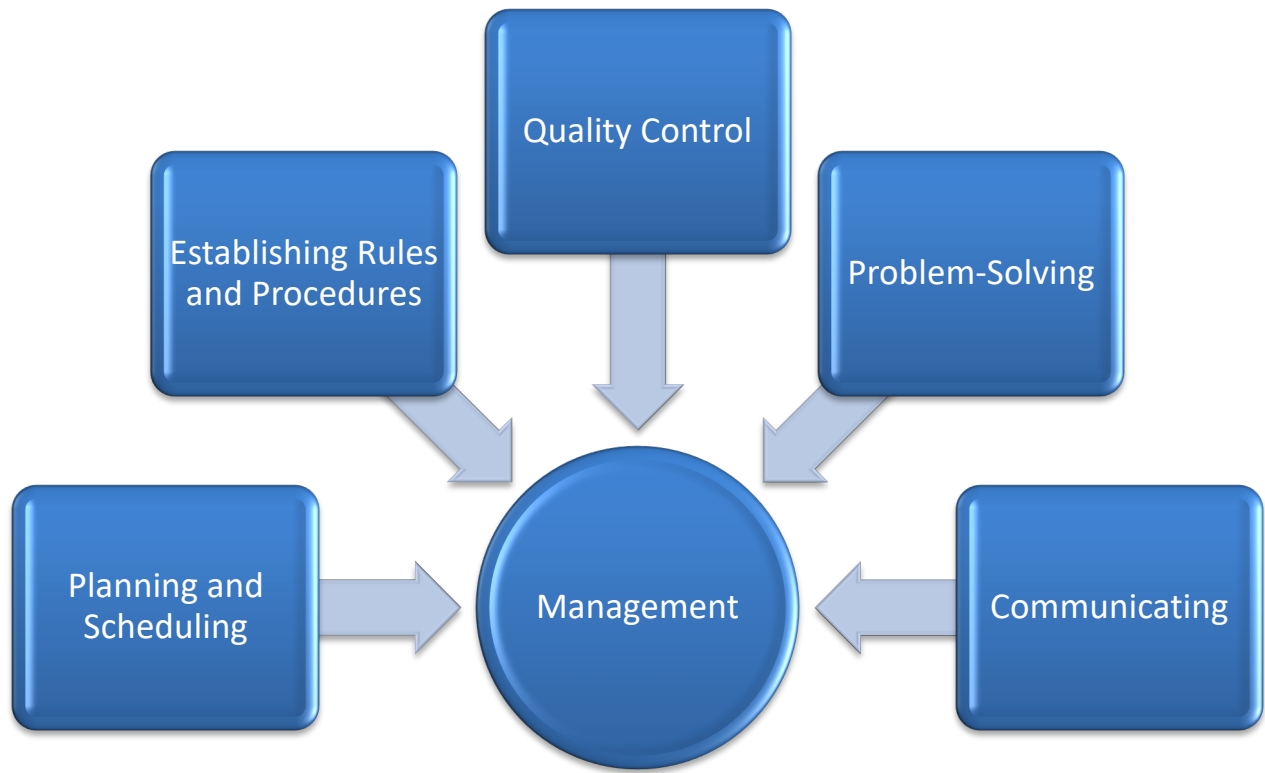 Quality Control
Establishing Rules
and Procedures
Problem-Solving
Planning and
Scheduling
Management
Communicating